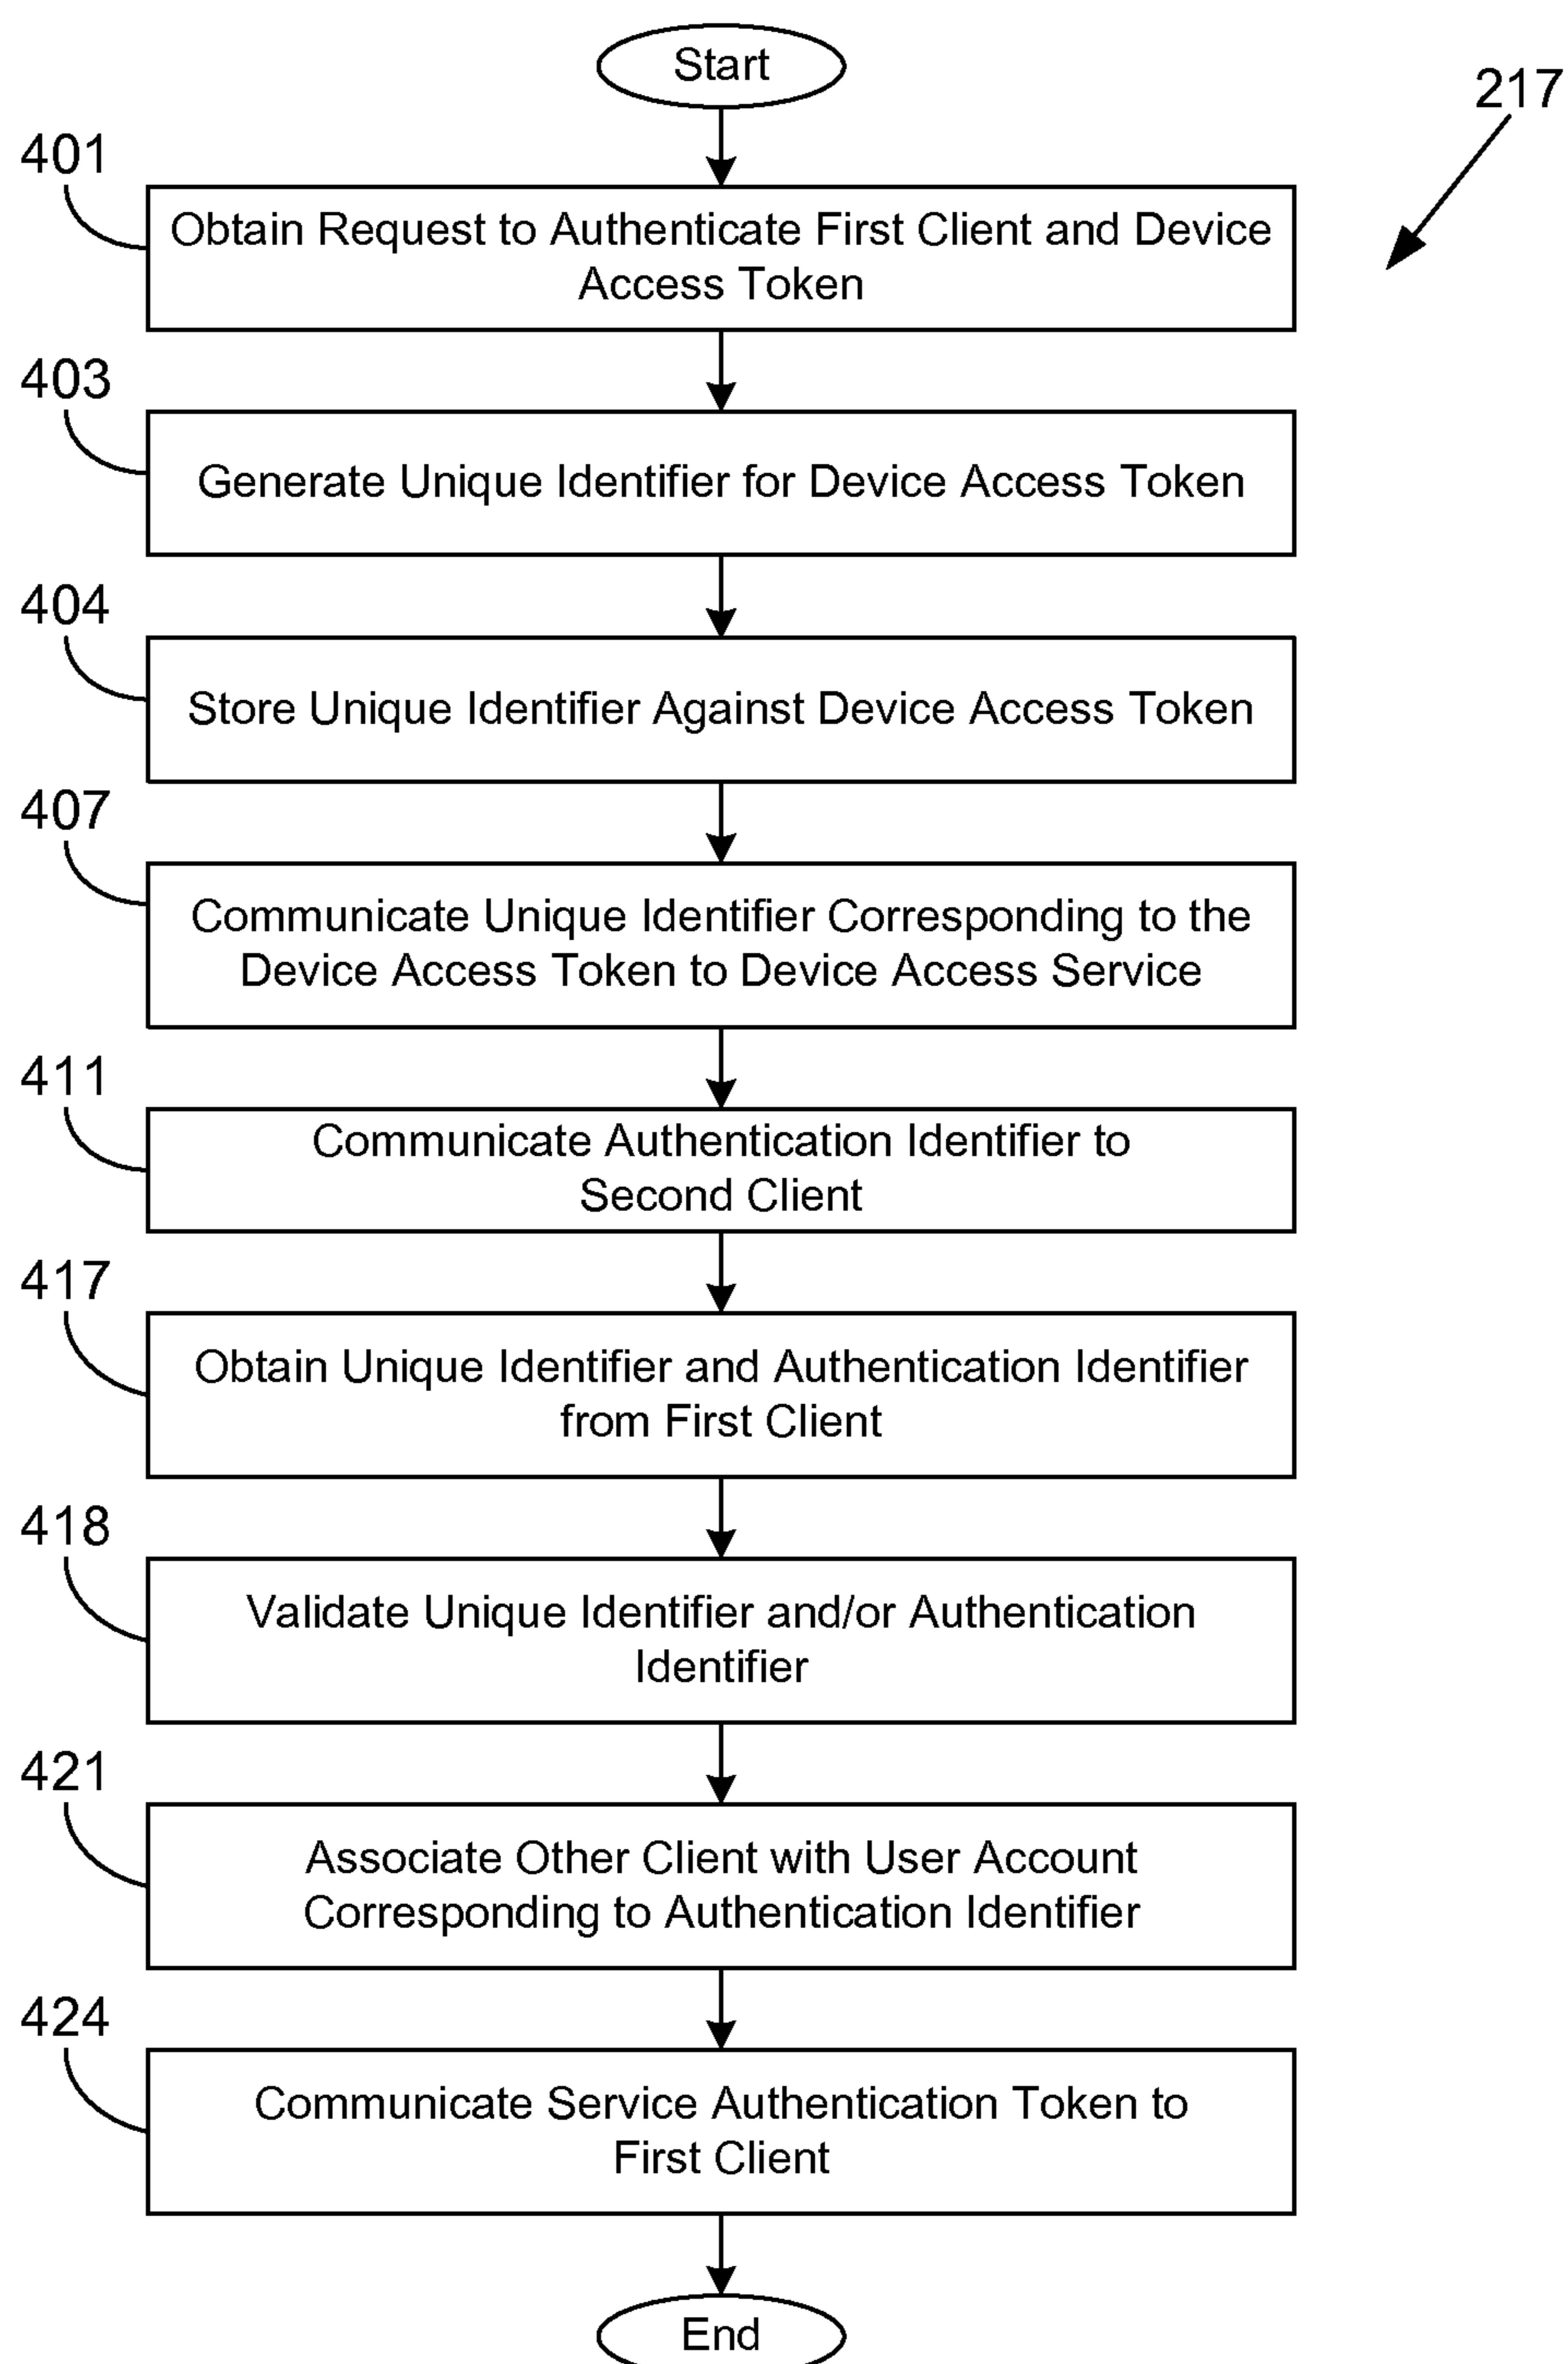 Start
217
401
Obtain Request to Authenticate First Client and Device
Access Token
403
Generate Unique Identifier for Device Access Token
404
Store Unique Identifier Against Device Access Token
407
Communicate Unique Identifier Corresponding to the
Device Access Token to Device Access Service
411
Communicate Authentication Identifier to
Second Client
417
Obtain Unique Identifier and Authentication Identifier
from First Client
418
Validate Unique Identifier and/or Authentication
Identifier
421
Associate Other Client with User Account
Corresponding to Authentication Identifier
424
Communicate Service Authentication Token to
First Client
End